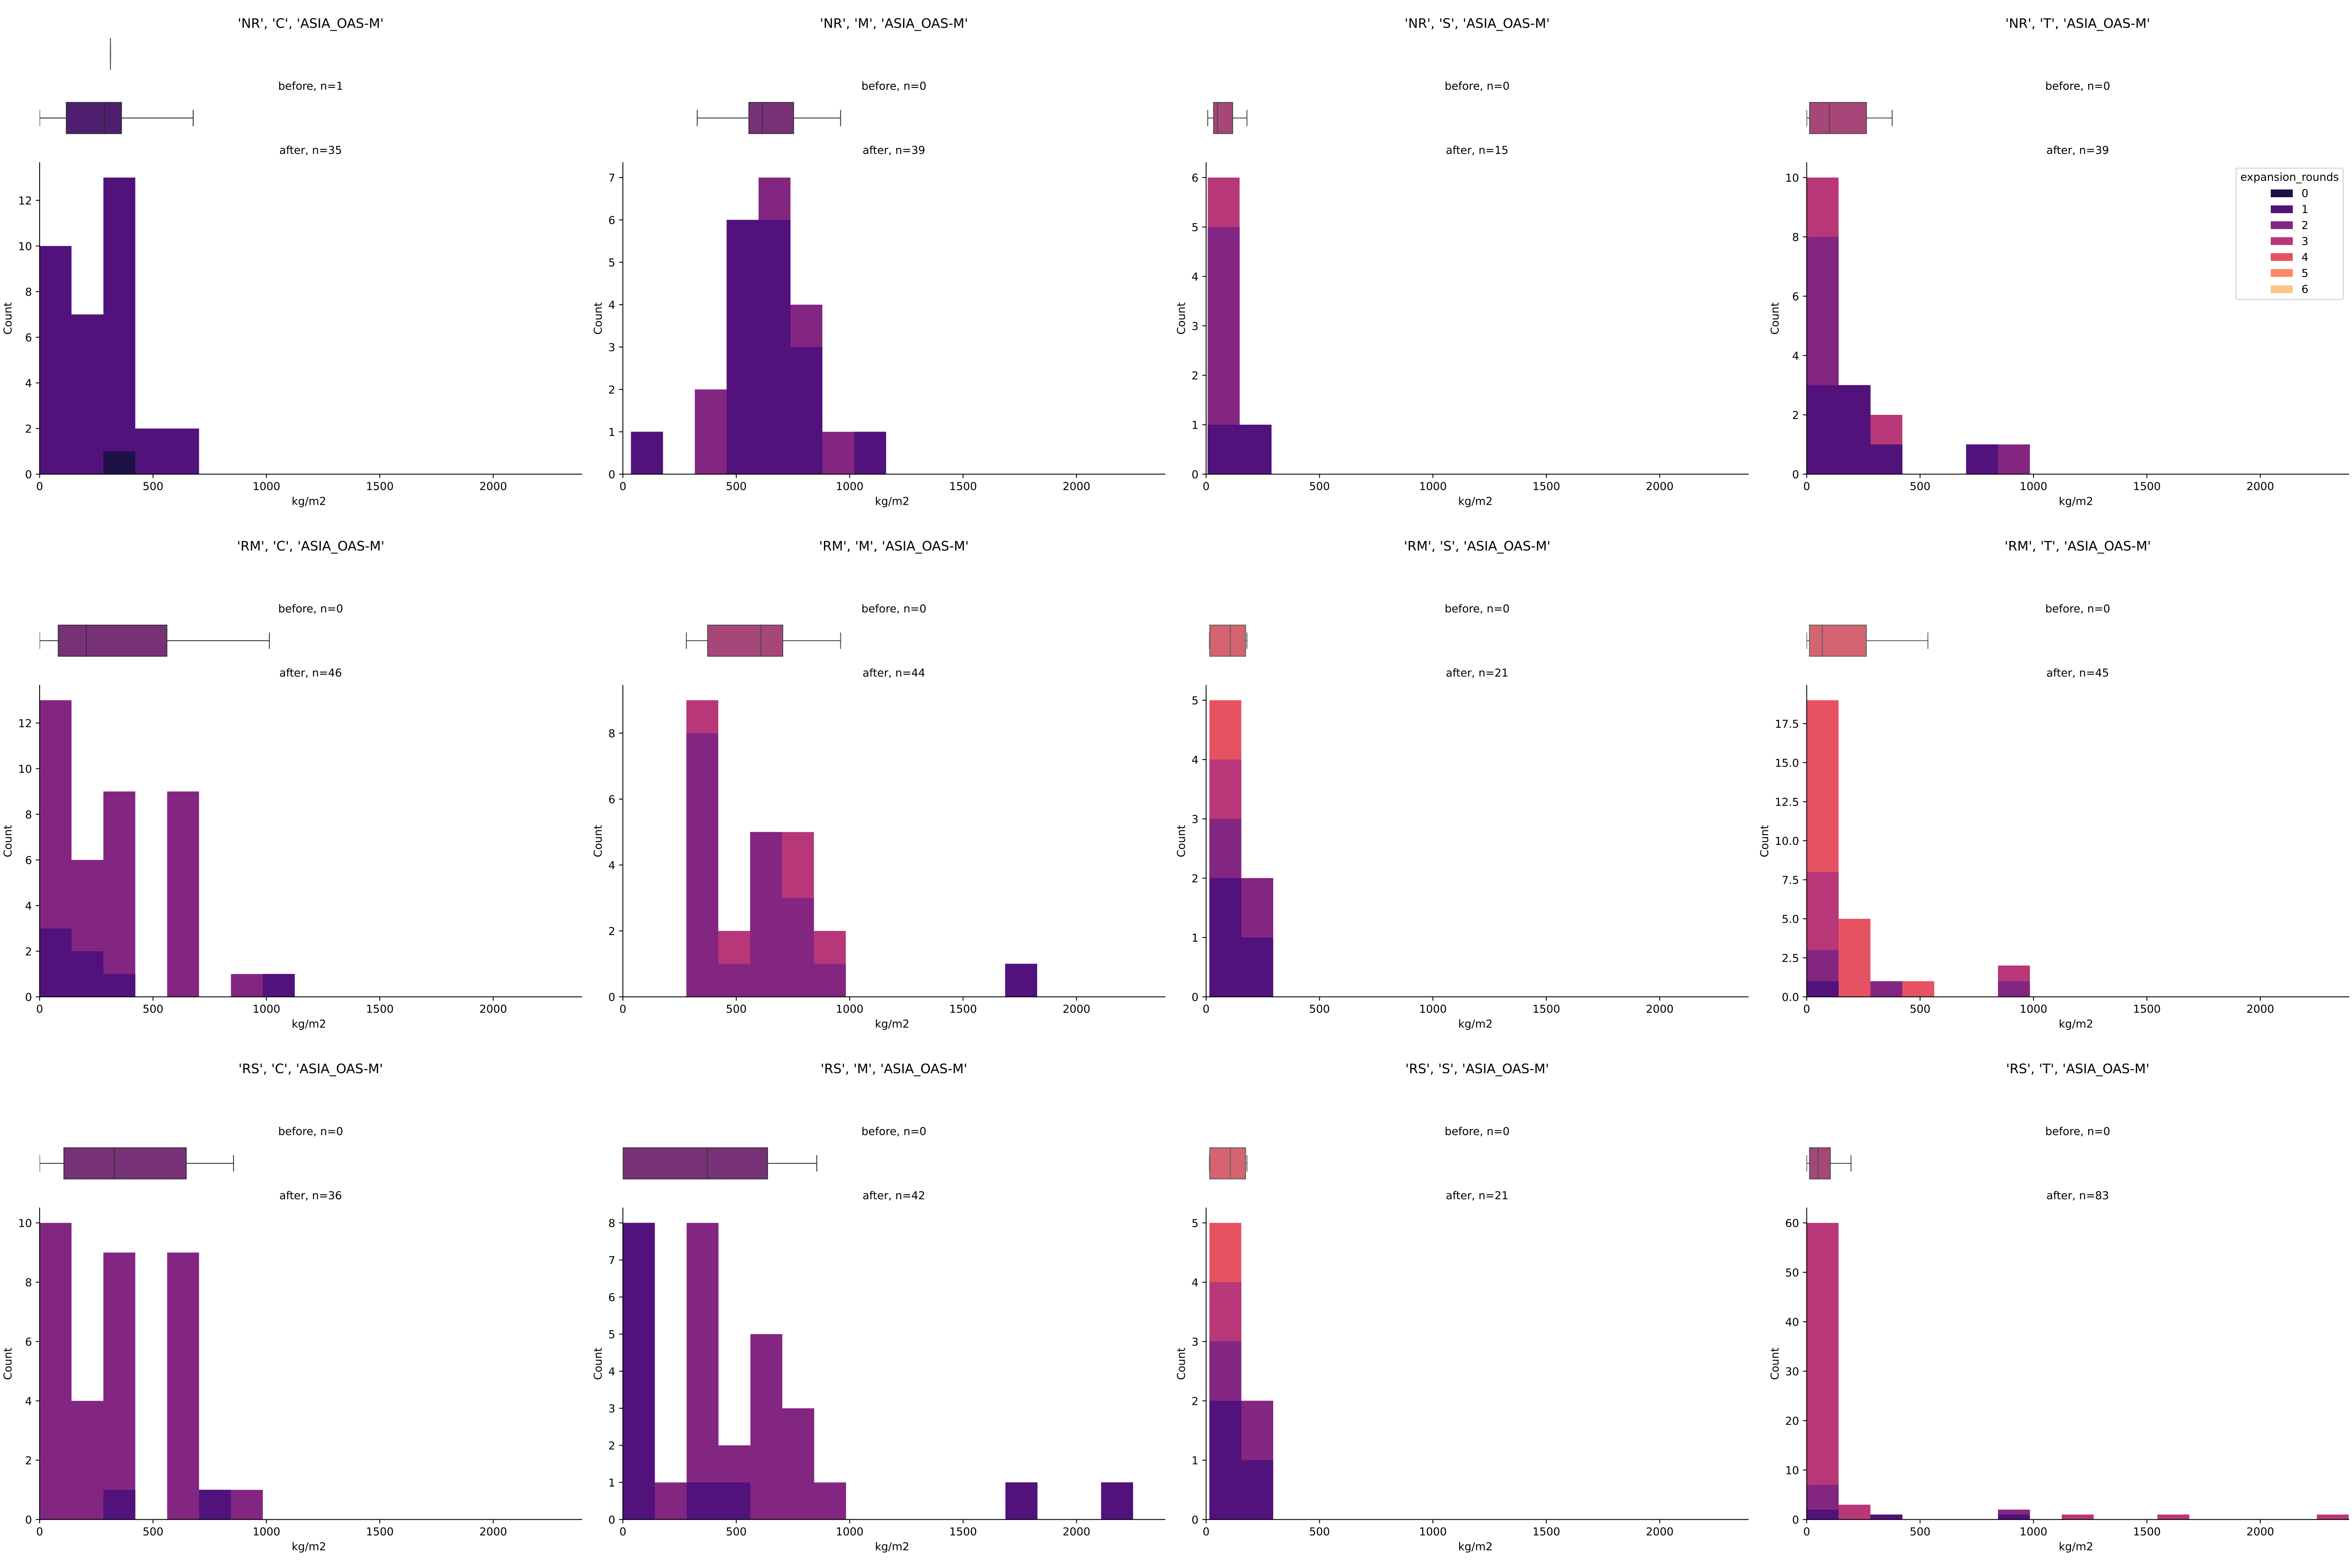 'NR', 'C', 'ASIA_OAS-M'
before, n=1
after, n=35
12
10
8
6
4
2
0
Count
0 500 1000 1500 2000
kg/m2
'NR', 'M', 'ASIA_OAS-M'
before, n=0
after, n=39
7
6
5
4
3
2
1
0
Count
0 500 1000 1500 2000
kg/m2
'NR', 'S', 'ASIA_OAS-M'
before, n=0
after, n=15
6
5
4
3
2
1
0
Count
0 500 1000 1500 2000
kg/m2
'NR', 'T', 'ASIA_OAS-M'
before, n=0
after, n=39
10
8
6
4
2
0
Count
0 500 1000 1500 2000
kg/m2
expansion_rounds
0
1
2
3
4
5
6
'RM', 'C', 'ASIA_OAS-M'
before, n=0
after, n=46
12
10
8
6
4
2
0
Count
0 500 1000 1500 2000
kg/m2
'RM', 'M', 'ASIA_OAS-M'
before, n=0
after, n=44
8
6
4
2
0
Count
0 500 1000 1500 2000
kg/m2
'RM', 'S', 'ASIA_OAS-M'
before, n=0
after, n=21
5
4
3
2
1
0
Count
0 500 1000 1500 2000
kg/m2
'RM', 'T', 'ASIA_OAS-M'
before, n=0
after, n=45
17.5
15.0
12.5
10.0
7.5
5.0
2.5
0.0
Count
0 500 1000 1500 2000
kg/m2
'RS', 'C', 'ASIA_OAS-M'
before, n=0
after, n=36
10
8
6
4
2
0
Count
0 500 1000 1500 2000
kg/m2
'RS', 'M', 'ASIA_OAS-M'
before, n=0
after, n=42
8
7
6
5
4
3
2
1
0
Count
0 500 1000 1500 2000
kg/m2
'RS', 'S', 'ASIA_OAS-M'
before, n=0
after, n=21
5
4
3
2
1
0
Count
0 500 1000 1500 2000
kg/m2
'RS', 'T', 'ASIA_OAS-M'
before, n=0
after, n=83
60
50
40
30
20
10
0
Count
0 500 1000 1500 2000
kg/m2